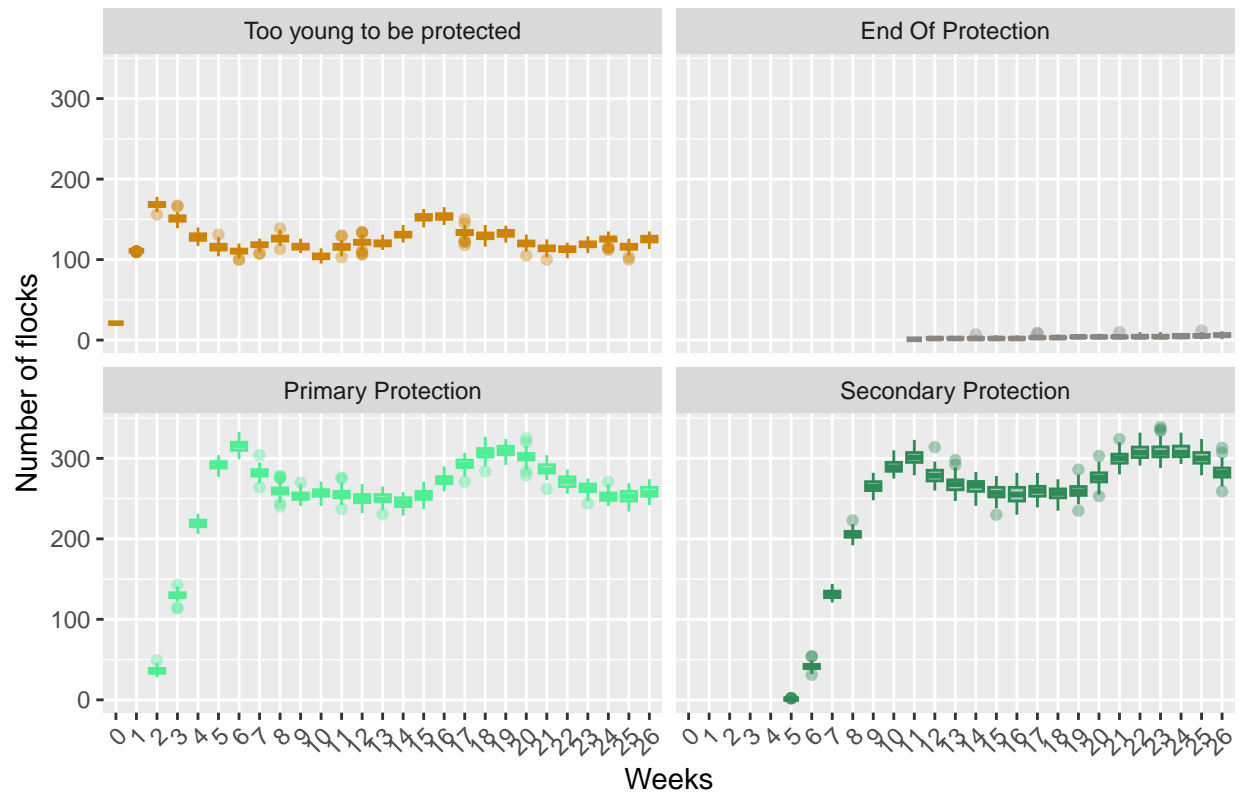 Too young to be protected
End Of Protection
300
200
100
0
Primary Protection
Secondary Protection
300
200
100
0
Number of flocks
0 1 2 3 4 5 6 7 8 9 10 11 12 13 14 15 16 17 18 19 20 21 22 23 24 25 26
0 1 2 3 4 5 6 7 8 9 10 11 12 13 14 15 16 17 18 19 20 21 22 23 24 25 26
Weeks